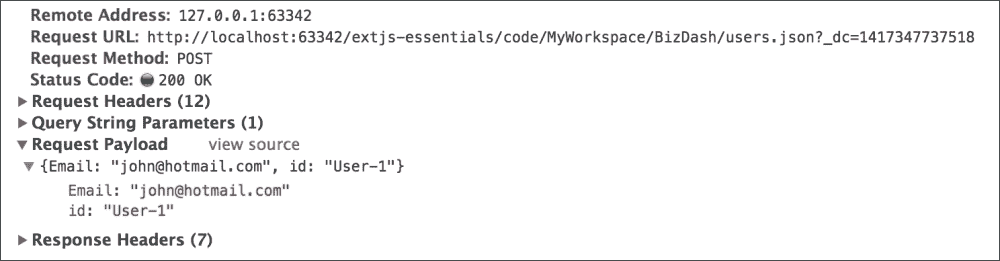 Remote Address: 127.0.0.1:63342
Request URL: http://localhost:63342/extjs-essentials/code/MyWorkspace/BizDash/users.json?_dc=1417347737518
Request Method: POST
Status Code: 200 OK
Request Headers (12)
Query String Parameters (1)
Request Payload view source
{Email: "john@hotmail.com", id: "User-1"}
Email: "john@hotmail.com"
id: "User-1"
Response Headers (7)